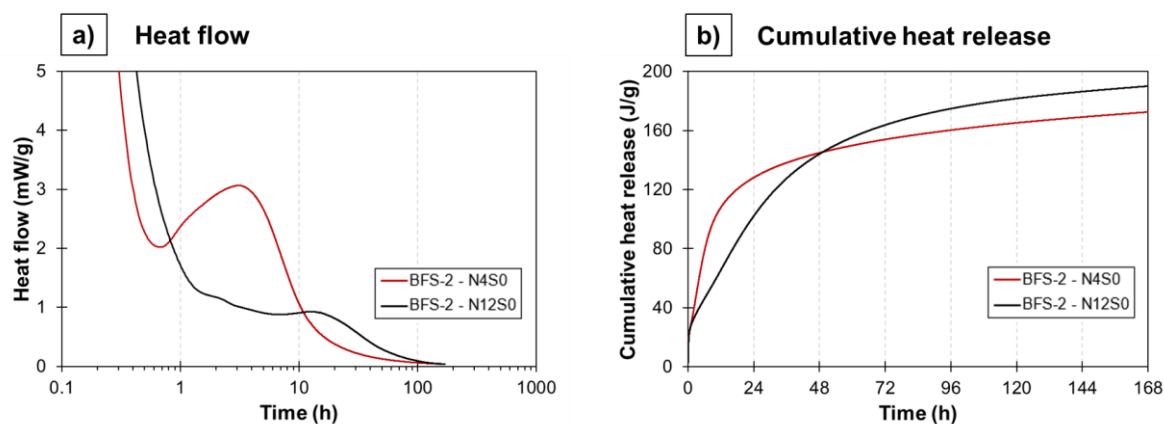 a) Heat flow
5
4
3
2
1
0
0.1 1 10 100 1000
Heat flow (mW/g)
Time (h)
BFS-2 - N4S0
BFS-2 - N12S0
b) Cumulative heat release
200
160
120
80
40
0
0 24 48 72 96 120 144 168
Cumulative heat release (J/g)
Time (h)
BFS-2 - N4S0
BFS-2 - N12S0